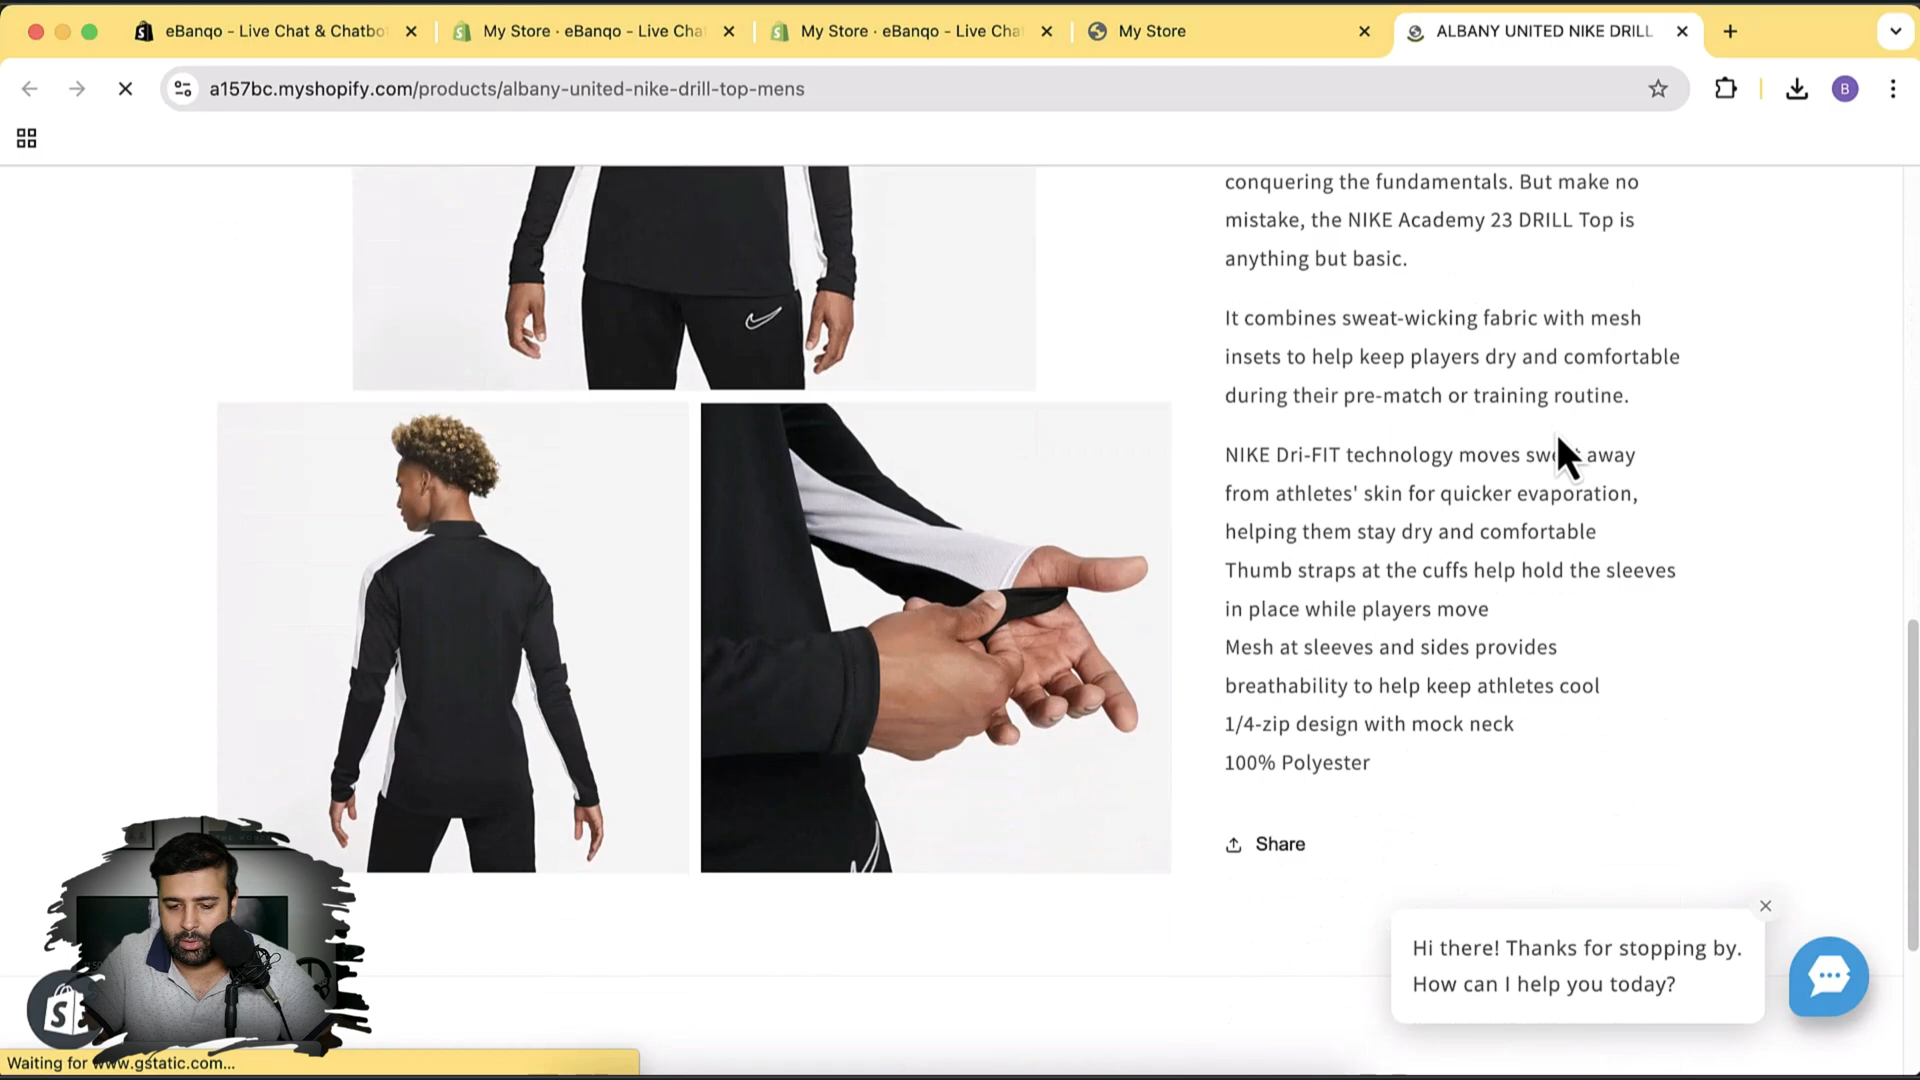 eBanqo - Live Chat & Chatbo
My Store · eBanqo - Live Cha
My Store · eBanqo - Live Cha
My Store
ALBANY UNITED NIKE DRILL
a157bc.myshopify.com/products/albany-united-nike-drill-top-mens
B
conquering the fundamentals. But make no
mistake, the NIKE Academy 23 DRILL Top is
anything but basic.
It combines sweat-wicking fabric with mesh
insets to help keep players dry and comfortable
during their pre-match or training routine.
NIKE Dri-FIT technology moves sweat away
from athletes' skin for quicker evaporation,
helping them stay dry and comfortable
Thumb straps at the cuffs help hold the sleeves
in place while players move
Mesh at sleeves and sides provides
breathability to help keep athletes cool
1/4-zip design with mock neck
100% Polyester
Share
Hi there! Thanks for stopping by.
How can I help you today?
Waiting for www.gstatic.com...